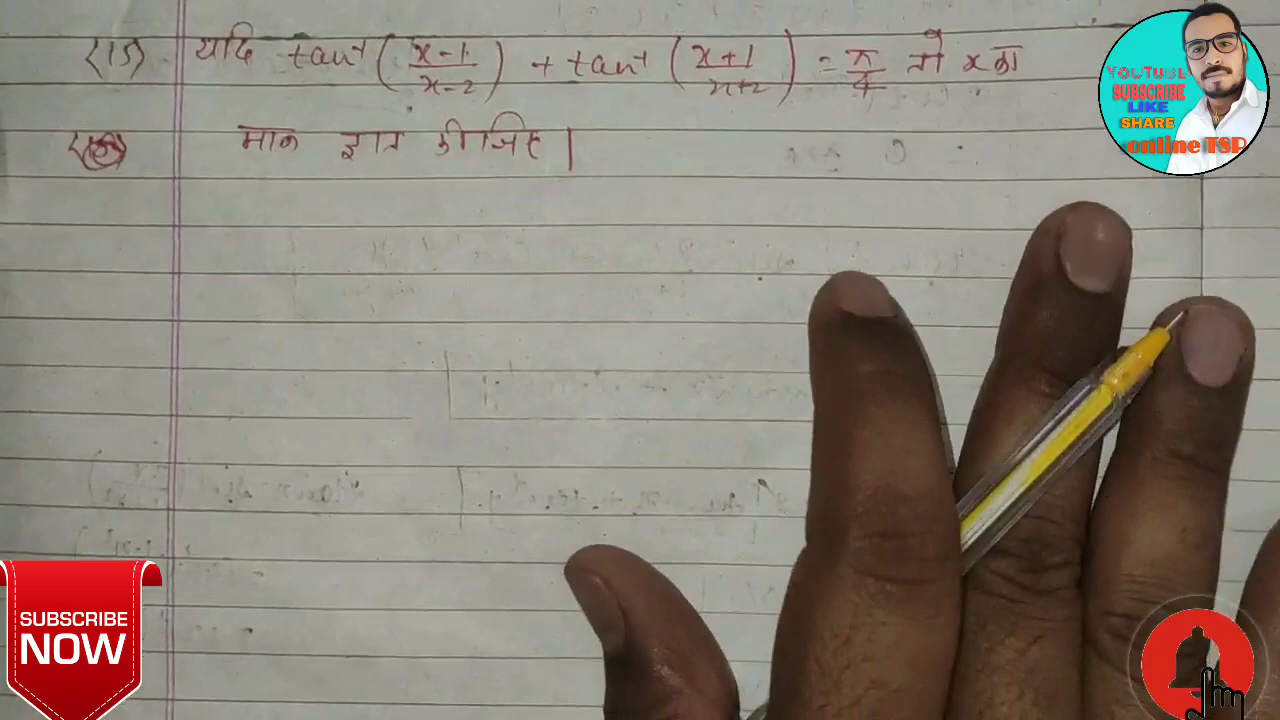 (15) यदि tan⁻¹(x-1/x-2) + tan⁻¹(x+1/x+2) = π/4 तो x का
मान ज्ञात कीजिए।
YOUTUBE
SUBSCRIBE
LIKE
SHARE
online TSP
SUBSCRIBE
NOW